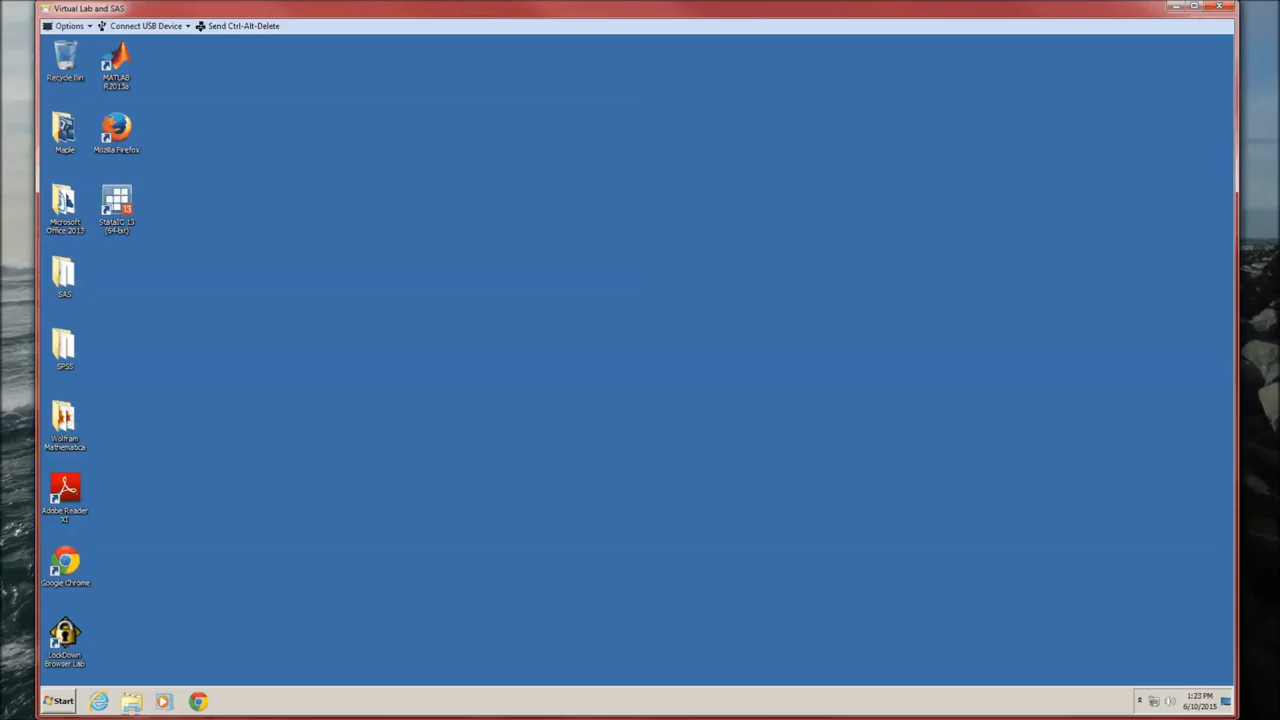 Virtual Lab and SAS
Options
Connect USB Device
Send Ctrl-Alt-Delete
Recycle Bin
MATLAB
R2013a
Maple
Mozilla Firefox
Microsoft
Office 2013
13
StataIC 13
(64-bit)
SAS
SPSS
Wolfram
Mathematica
Adobe Reader
XI
Google Chrome
LockDown
Browser Lab
Start
1:23 PM
6/10/2015